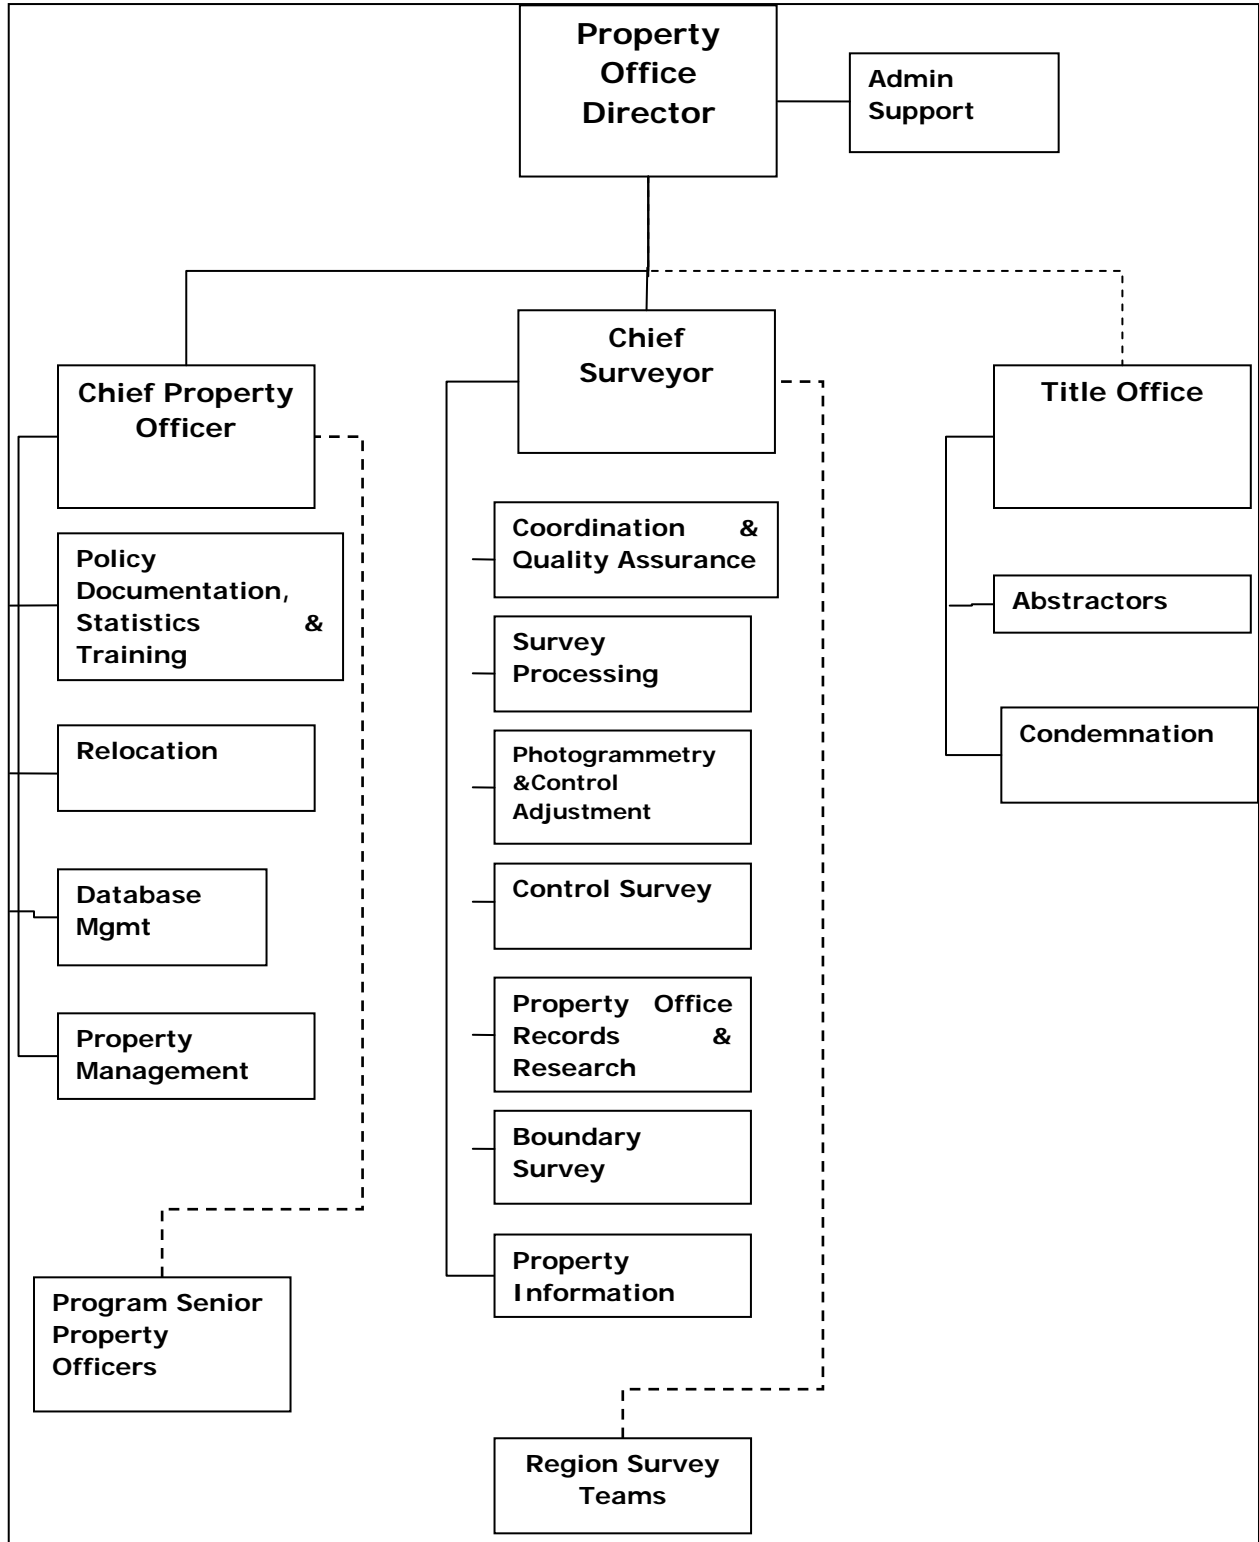 Property
Office
Director
Admin
Support
Chief Property
Officer
Policy
Documentation,
Statistics &
Training
Relocation
Database
Mgmt
Property
Management
Program Senior
Property
Officers
Chief
Surveyor
Coordination &
Quality Assurance
Survey
Processing
Photogrammetry
&Control
Adjustment
Control Survey
Property Office
Records &
Research
Boundary
Survey
Property
Information
Region Survey
Teams
Title Office
Abstractors
Condemnation